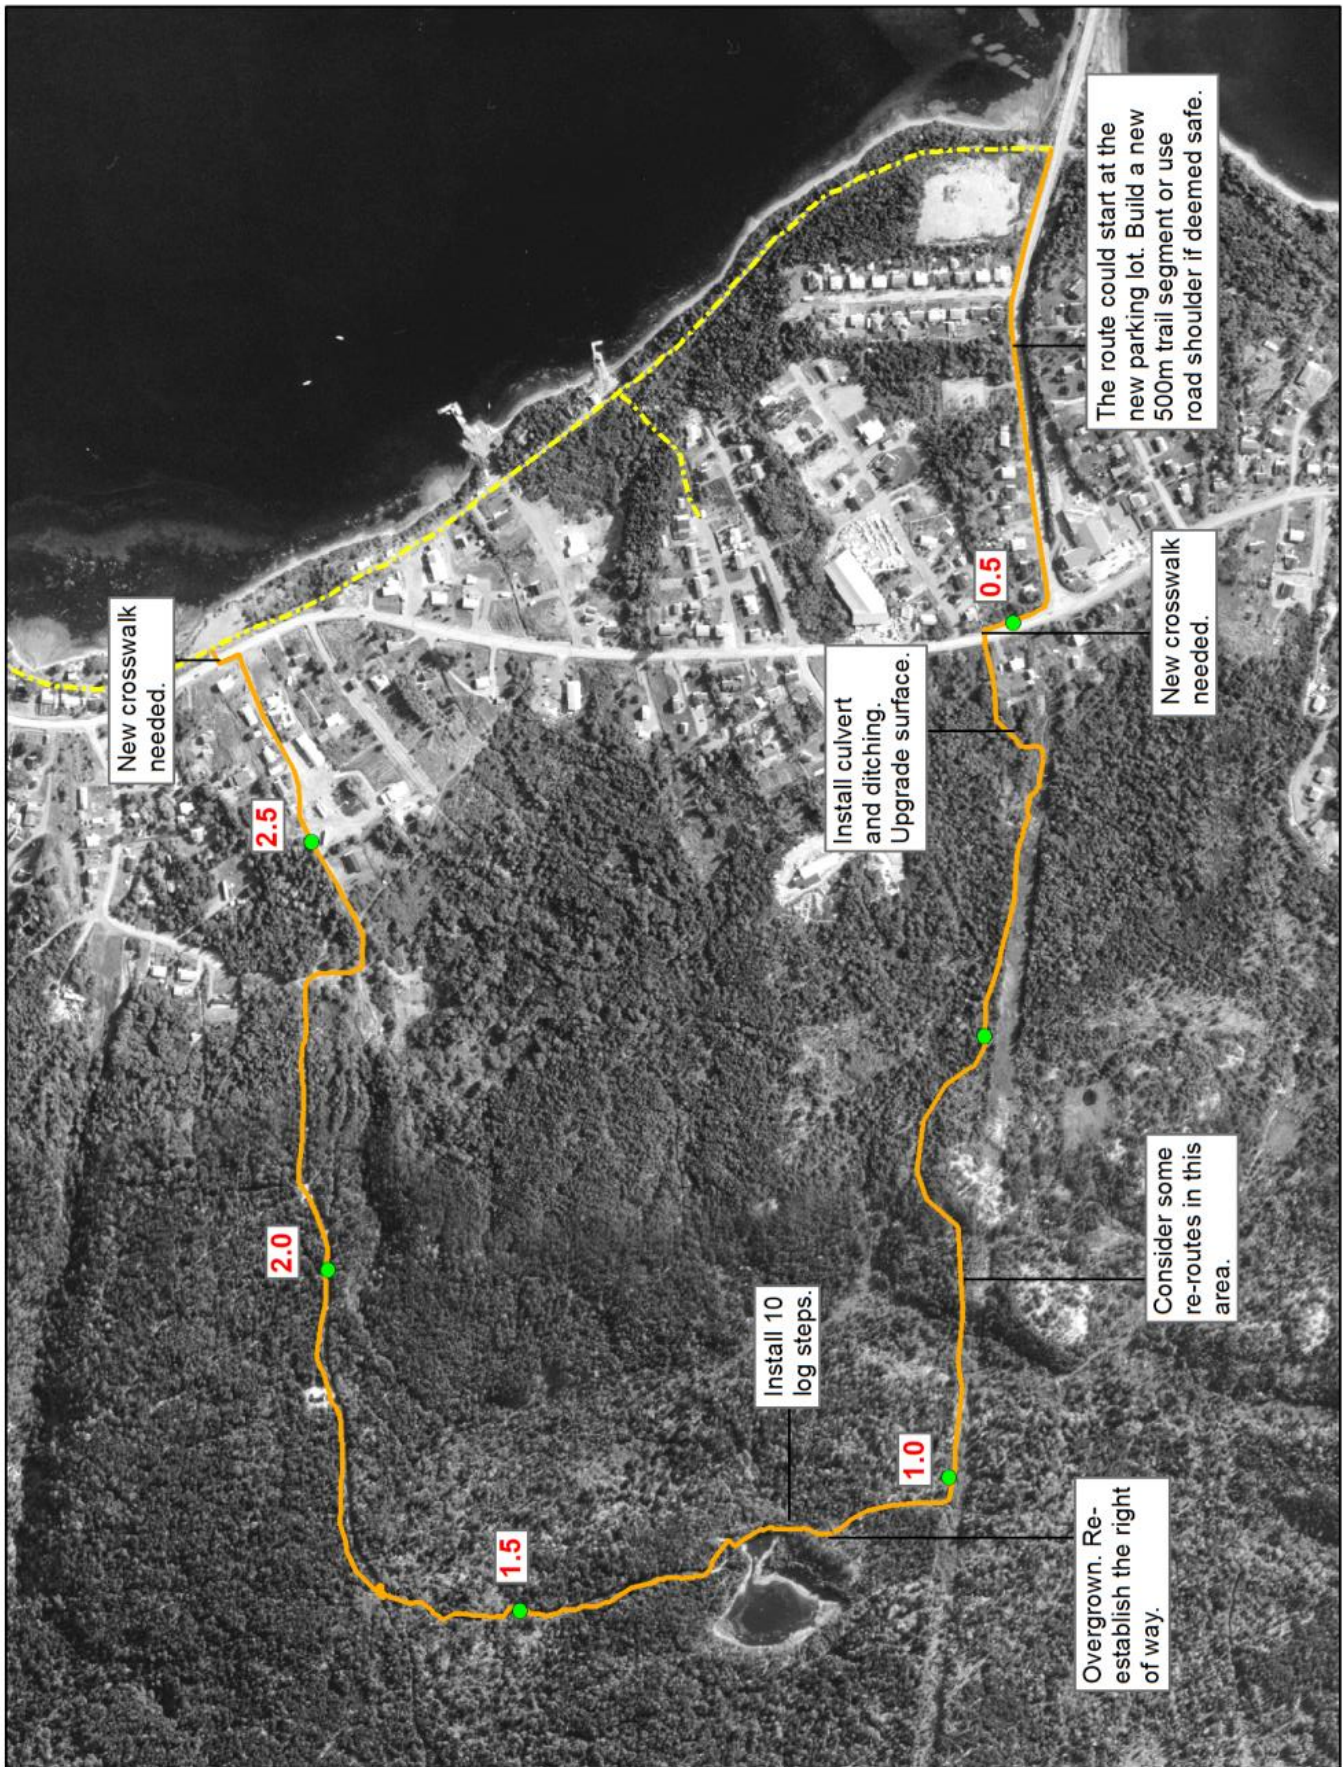 New crosswalk
needed.
2.5
2.0
1.5
Install 10
log steps.
Install culvert
and ditching.
Upgrade surface.
1.0
0.5
Overgrown. Re-
establish the right
of way.
Consider some
re-routes in this
area.
New crosswalk
needed.
The route could start at the
new parking lot. Build a new
500m trail segment or use
road shoulder if deemed safe.